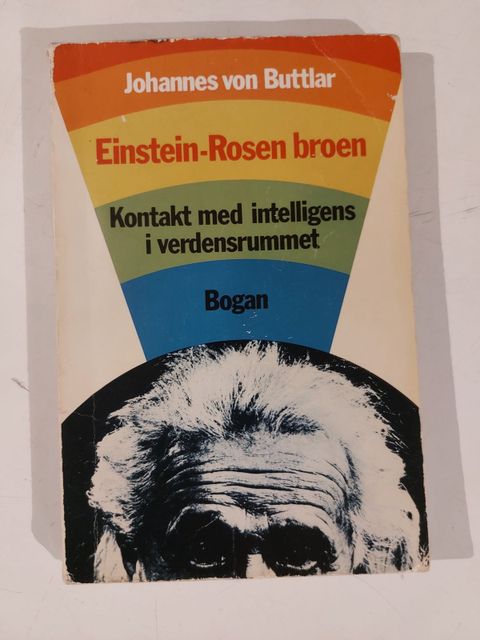 Johannes von Buttlar
Einstein-Rosen broen
Kontakt med intelligens
i verdensrummet
Bogan